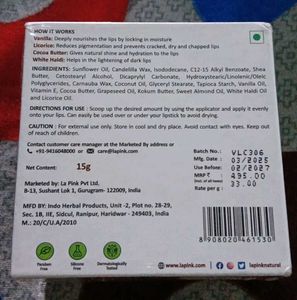 HOW IT WORKS
Vanilla: Deeply nourishes the lips by locking in moisture
Licorice: Reduces pigmentation and prevents cracked, dry and chapped lips
Cocoa Butter: Gives natural shine and hydration to the lips
White Haldi: Helps in the lightening of dark lips
INGREDIENTS: Sunflower Oil, Candelilla Wax, Isododecane, C12-15 Alkyl Benzoate, Shea
Butter, Cetostearyl Alcohol, Dicaprylyl Carbonate, Hydroxystearic/Linolenic/Oleic
Polyglycerides, Carnauba Wax, Coconut Oil, Glyceryl Stearate, Tapioca Starch, Vanilla Oil,
Vitamin E, Cocoa Butter, Grapeseed Oil, Kokum Butter, Sweet Almond Oil, White Haldi Oil
and Licorice Oil.
DIRECTIONS FOR USE : Scoop up the desired amount by using the applicator and apply it evenly
onto your lips. Can easily be used over or under your lipstick to avoid drying.
CAUTION : For external use only. Store in cool and dry place. Avoid contact with eyes. Keep out
of reach of children.
Contact customer care manager at the Marketed By address or
+91-9416048000 or contact@lapink.com
Net Content: 15g
Marketed by: La Pink Pvt Ltd.
B-13, Sushant Lok 1, Gurugram- 122009, India
MFD BY: Indo Herbal Products, Unit -2, Plot no. 28-29,
Sec. 1B, IIE, Sidcul, Ranipur, Haridwar - 249403, India
M: 20/C/UA/2010
Batch No.: VLC306
Mfg. Date: 03/2025
Use Before: 02/2027
MRP ₹ 495.00
₹ per g 33.00
8 908020 461530
Paraben Free
Silicone Free
Dermatologically Tested
www.lapink.com
lapinknatural